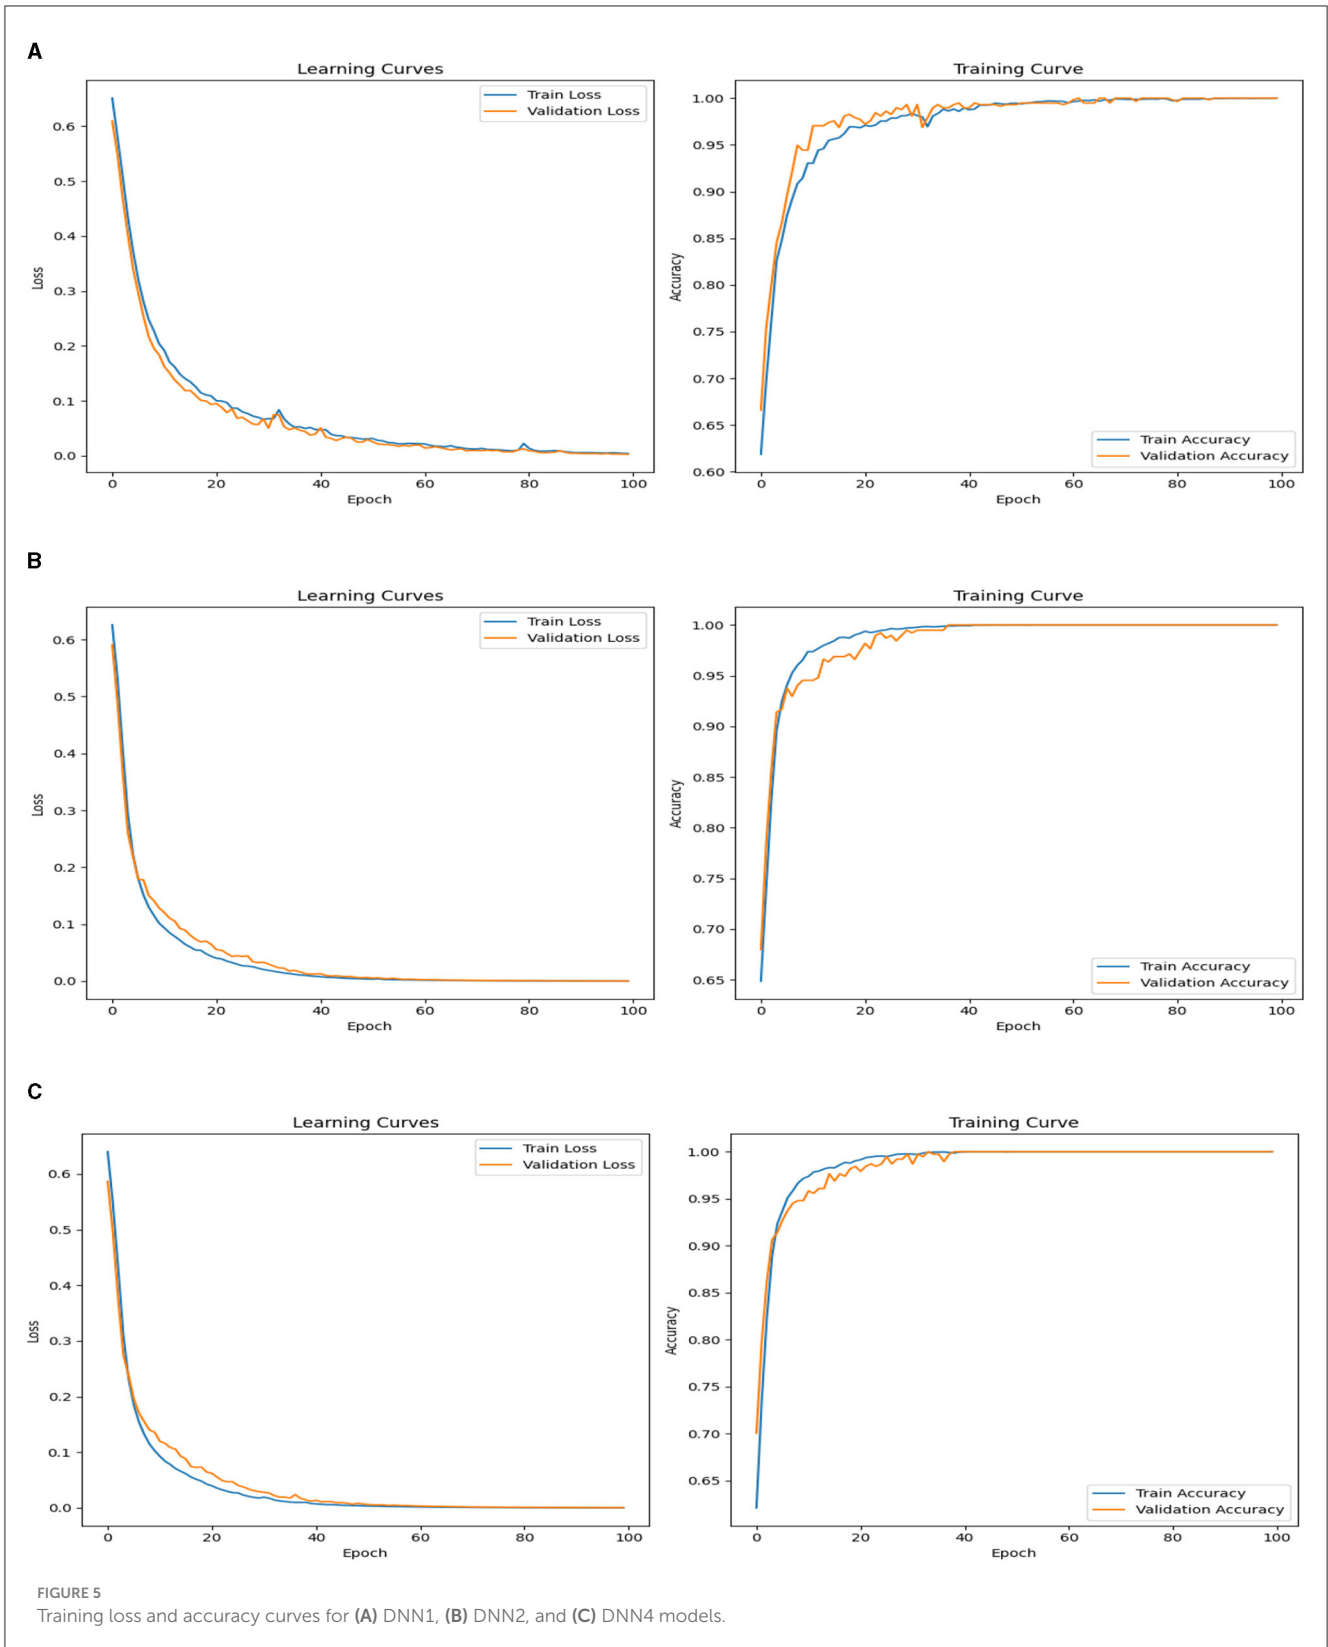 A
Learning Curves
Train Loss
Validation Loss
0.6
0.5
0.4
0.3
0.2
0.1
0.0
Loss
0 20 40 60 80 100
Epoch
Training Curve
1.00
0.95
0.90
0.85
0.80
0.75
0.70
0.65
0.60
Accuracy
Train Accuracy
Validation Accuracy
0 20 40 60 80 100
Epoch
B
Learning Curves
Train Loss
Validation Loss
0.6
0.5
0.4
0.3
0.2
0.1
0.0
Loss
0 20 40 60 80 100
Epoch
Training Curve
1.00
0.95
0.90
0.85
0.80
0.75
0.70
0.65
Accuracy
Train Accuracy
Validation Accuracy
0 20 40 60 80 100
Epoch
C
Learning Curves
Train Loss
Validation Loss
0.6
0.5
0.4
0.3
0.2
0.1
0.0
Loss
0 20 40 60 80 100
Epoch
Training Curve
1.00
0.95
0.90
0.85
0.80
0.75
0.70
0.65
Accuracy
Train Accuracy
Validation Accuracy
0 20 40 60 80 100
Epoch
FIGURE 5
Training loss and accuracy curves for (A) DNN1, (B) DNN2, and (C) DNN4 models.